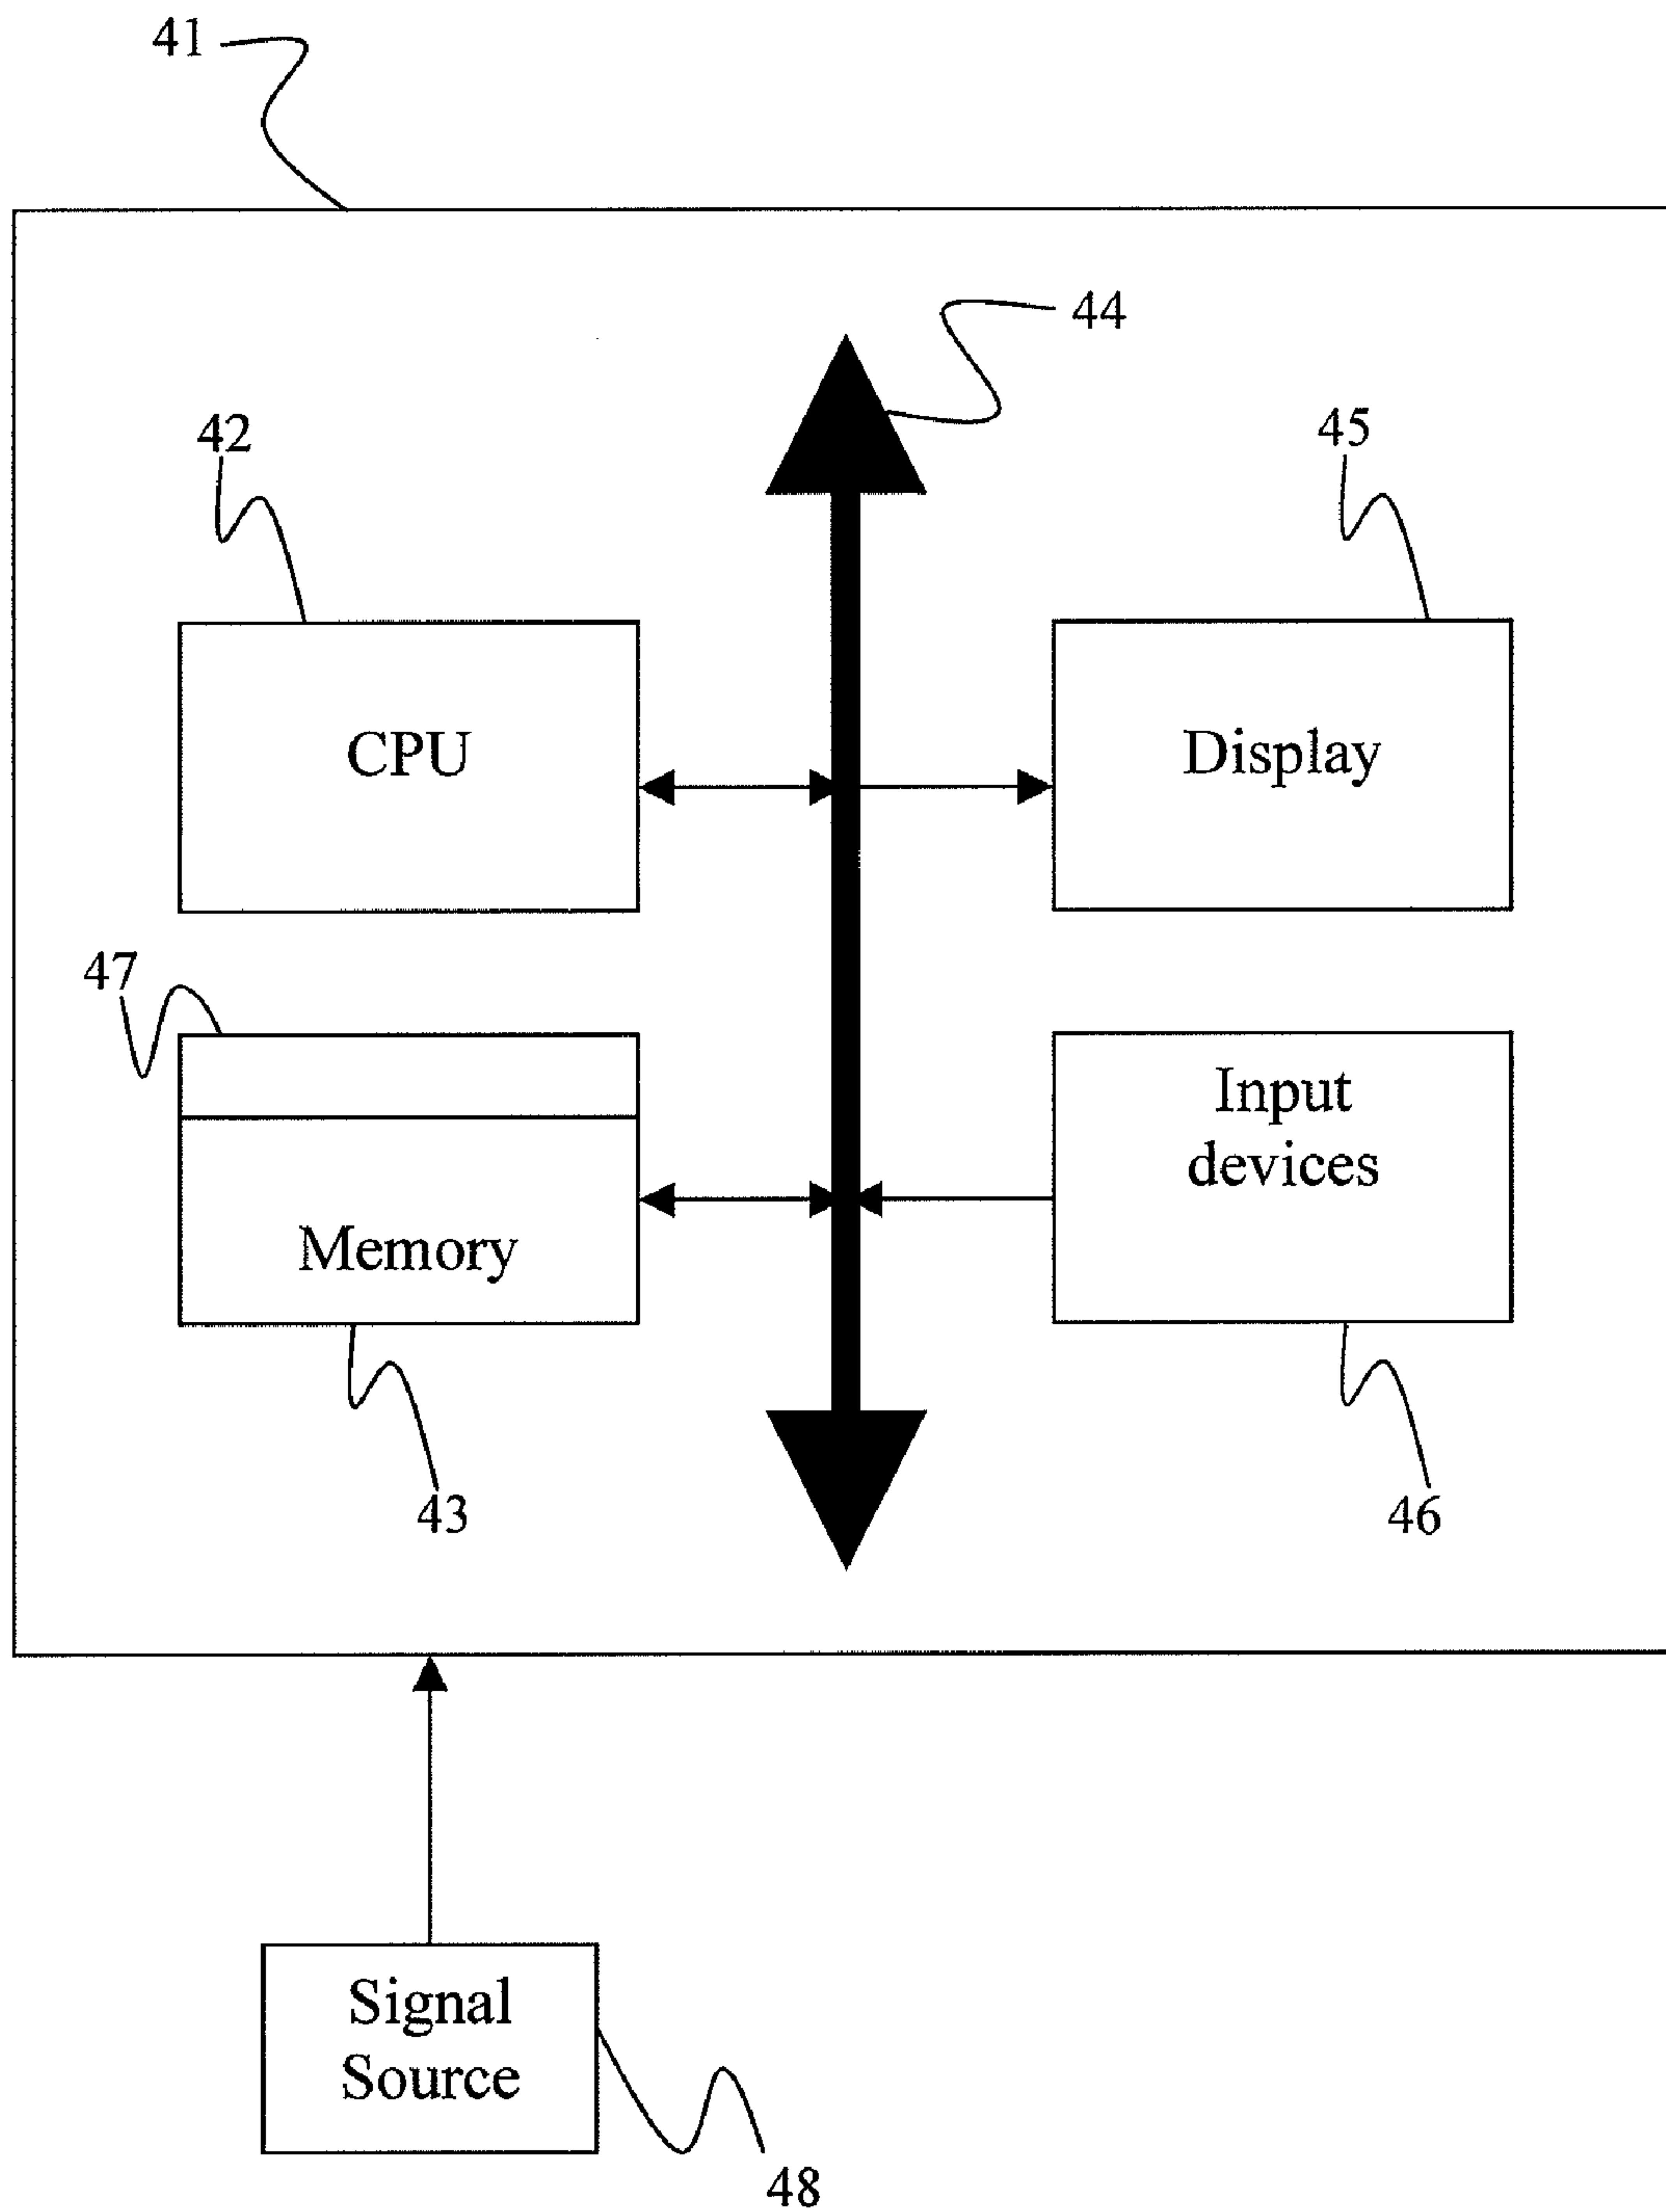 41
44
42
45
CPU
Display
47
Input
devices
Memory
43
46
Signal
Source
48